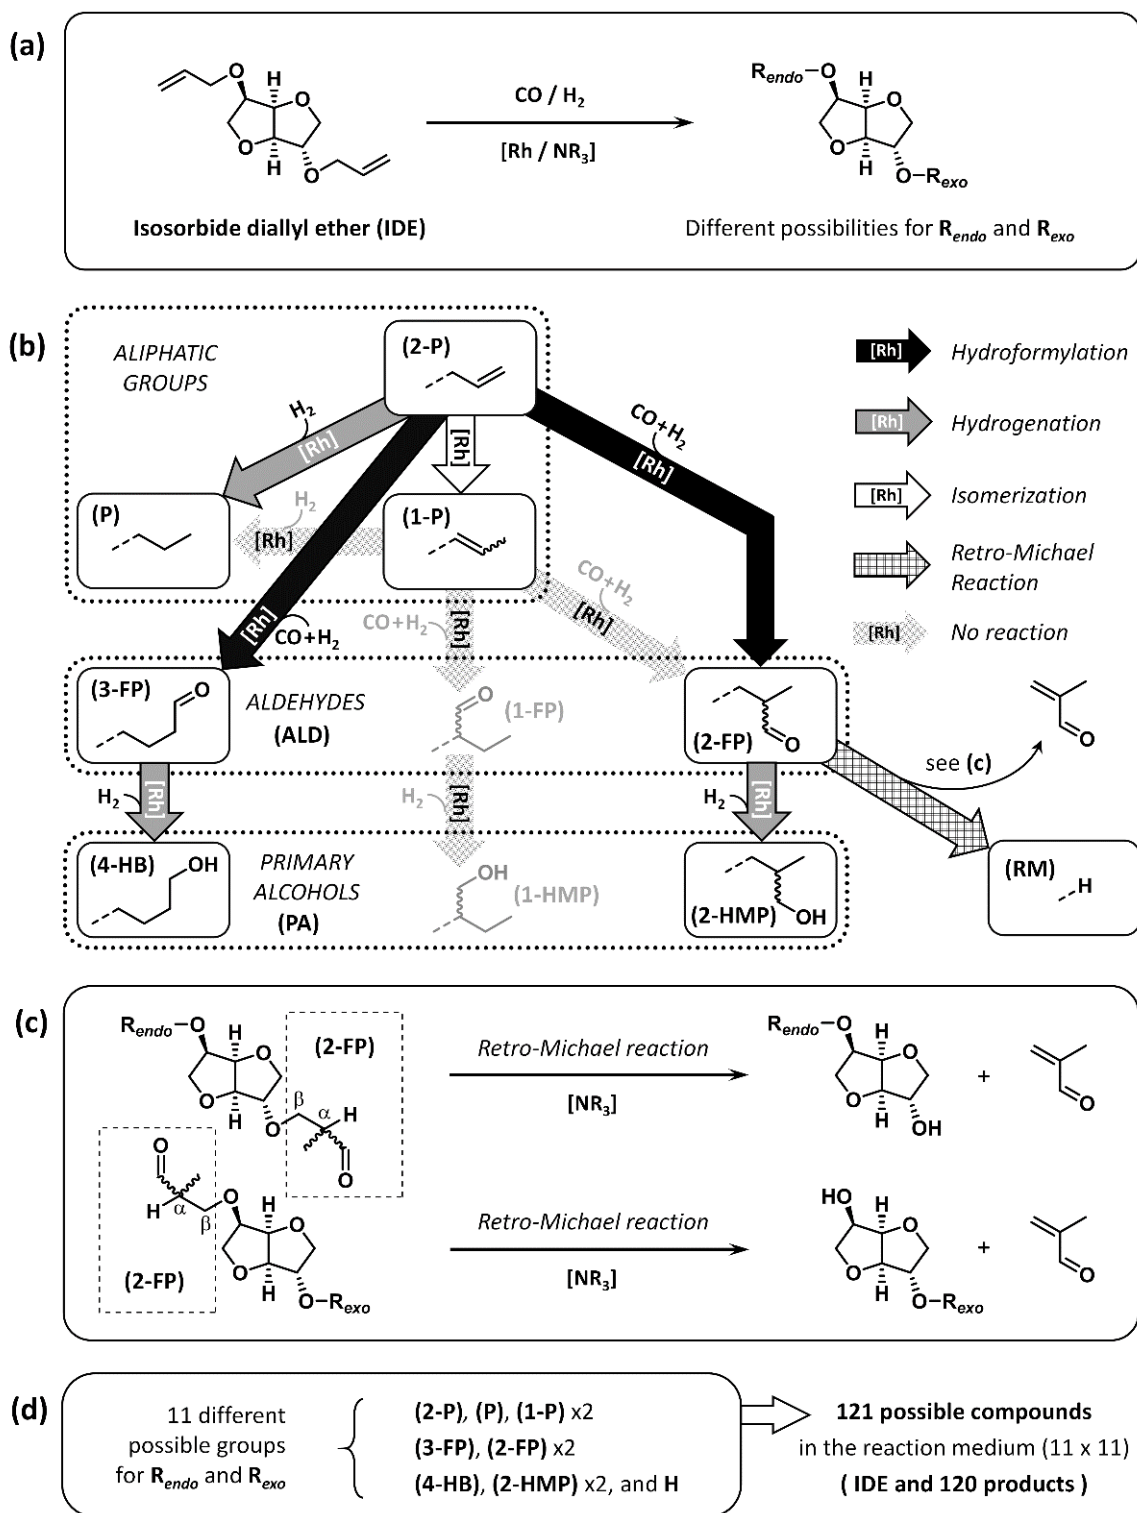 (a)
O
H
O
O
H
O
CO / H2
[Rh / NR3]
Rendo–O
H
O
O
H
O–Rexo
Isosorbide diallyl ether (IDE)
Different possibilities for Rendo and Rexo
(b)
ALIPHATIC
GROUPS
(2-P)
H2
[Rh]
[Rh]
CO+H2
[Rh]
(P)
H2
[Rh]
(1-P)
CO+H2
[Rh]
[Rh]
CO+H2
CO+H2
[Rh]
[Rh] Hydroformylation
[Rh] Hydrogenation
[Rh] Isomerization
Retro-Michael
Reaction
[Rh] No reaction
(3-FP)
O
ALDEHYDES
(ALD)
O
(1-FP)
(2-FP)
O
see (c)
O
H2
[Rh]
H2
[Rh]
H2
[Rh]
(4-HB)
OH
PRIMARY
ALCOHOLS
(PA)
OH
(1-HMP)
(2-HMP)
OH
(RM)
H
(c)
Rendo–O
H
O
O
H
O
(2-FP)
β
α
H
O
Retro-Michael reaction
[NR3]
Rendo–O
H
O
O
H
OH
+
O
O
H
α
β
(2-FP)
O
H
O
O
H
O–Rexo
Retro-Michael reaction
[NR3]
HO
H
O
O
H
O–Rexo
+
O
(d)
11 different
possible groups
for Rendo and Rexo
(2-P), (P), (1-P) x2
(3-FP), (2-FP) x2
(4-HB), (2-HMP) x2, and H
121 possible compounds
in the reaction medium (11 x 11)
( IDE and 120 products )